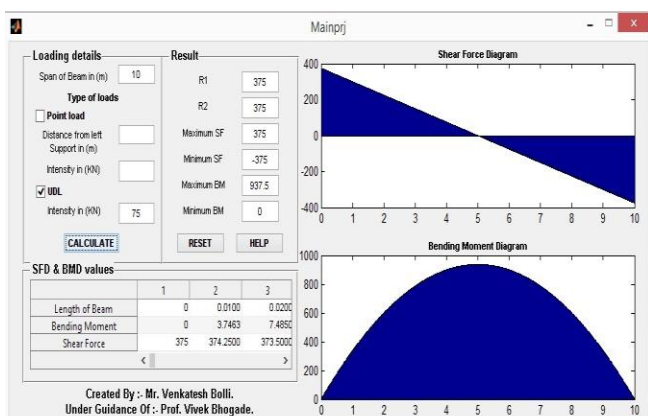 Mainprj
Loading details
Span of Beam in (m) 10
Type of loads
Point load
Distance from left
Support in (m)
Intensity in (KN)
UDL
Intensity in (KN) 75
CALCULATE
Result
R1 375
R2 375
Maximum SF 375
Minimum SF -375
Maximum BM 937.5
Minimum BM 0
RESET HELP
SFD & BMD values
1 2 3
Length of Beam 0 0.0100 0.0200
Bending Moment 0 3.7463 7.4850
Shear Force 375 374.2500 373.5000
Created By :- Mr. Venkatesh Bolli.
Under Guidance Of :- Prof. Vivek Bhogade.
Shear Force Diagram
400
200
0
-200
-400
0 1 2 3 4 5 6 7 8 9 10
Bending Moment Diagram
1000
800
600
400
200
0
0 1 2 3 4 5 6 7 8 9 10